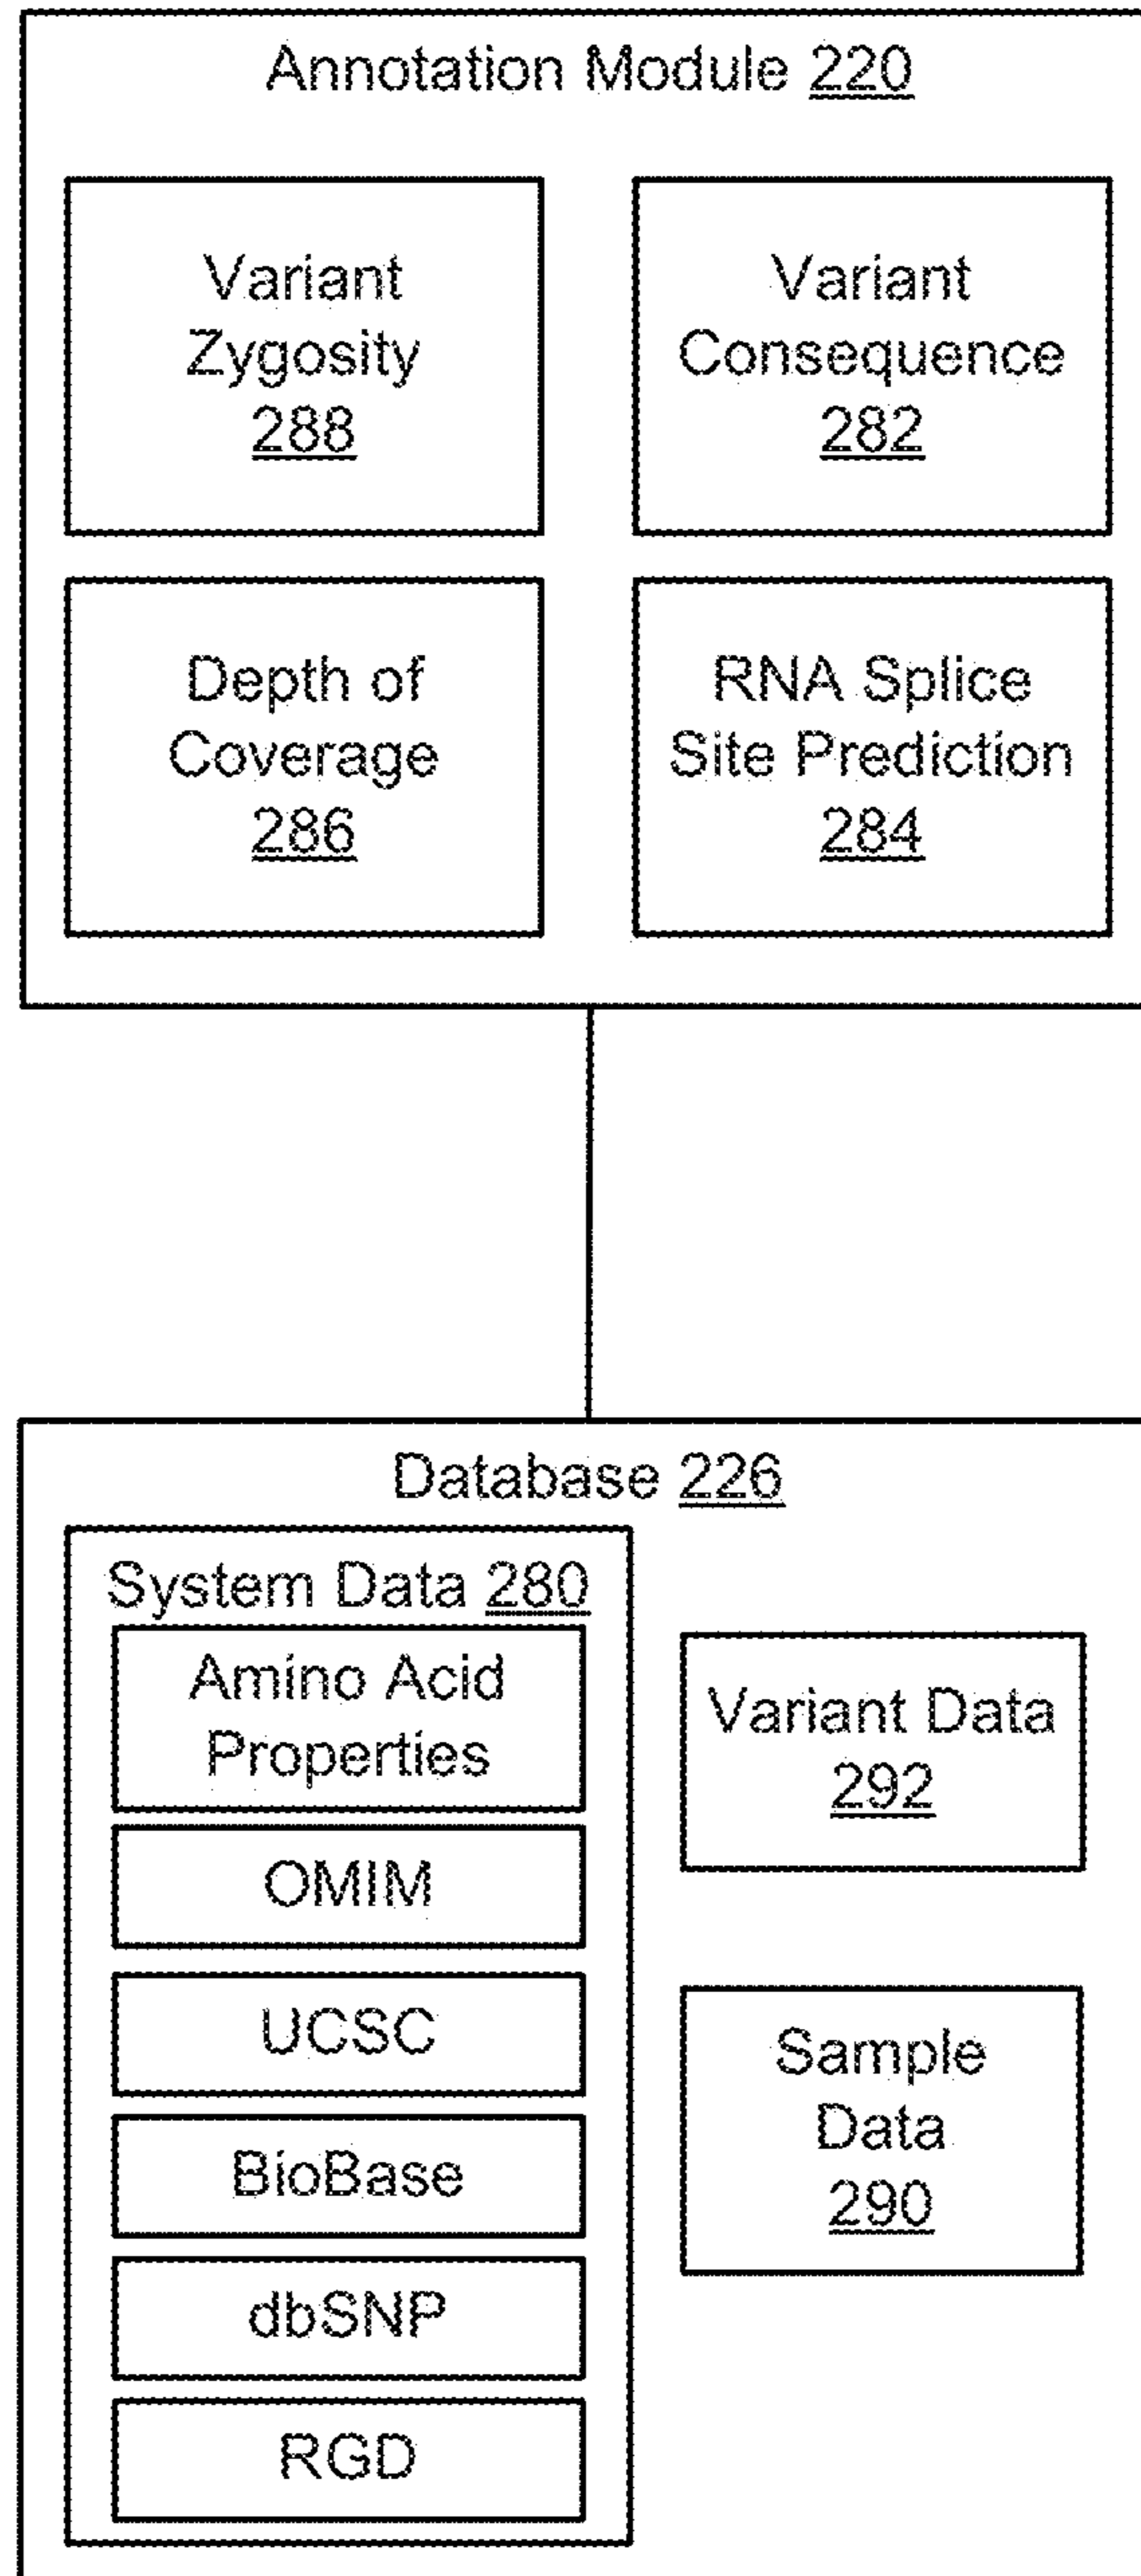 Annotation Module 220
Variant
Zygosity
288
Variant
Consequence
282
Depth of
Coverage
286
RNA Splice
Site Prediction
284
Database 226
System Data 280
Amino Acid
Properties
OMIM
UCSC
BioBase
dbSNP
RGD
Variant Data
292
Sample
Data
290